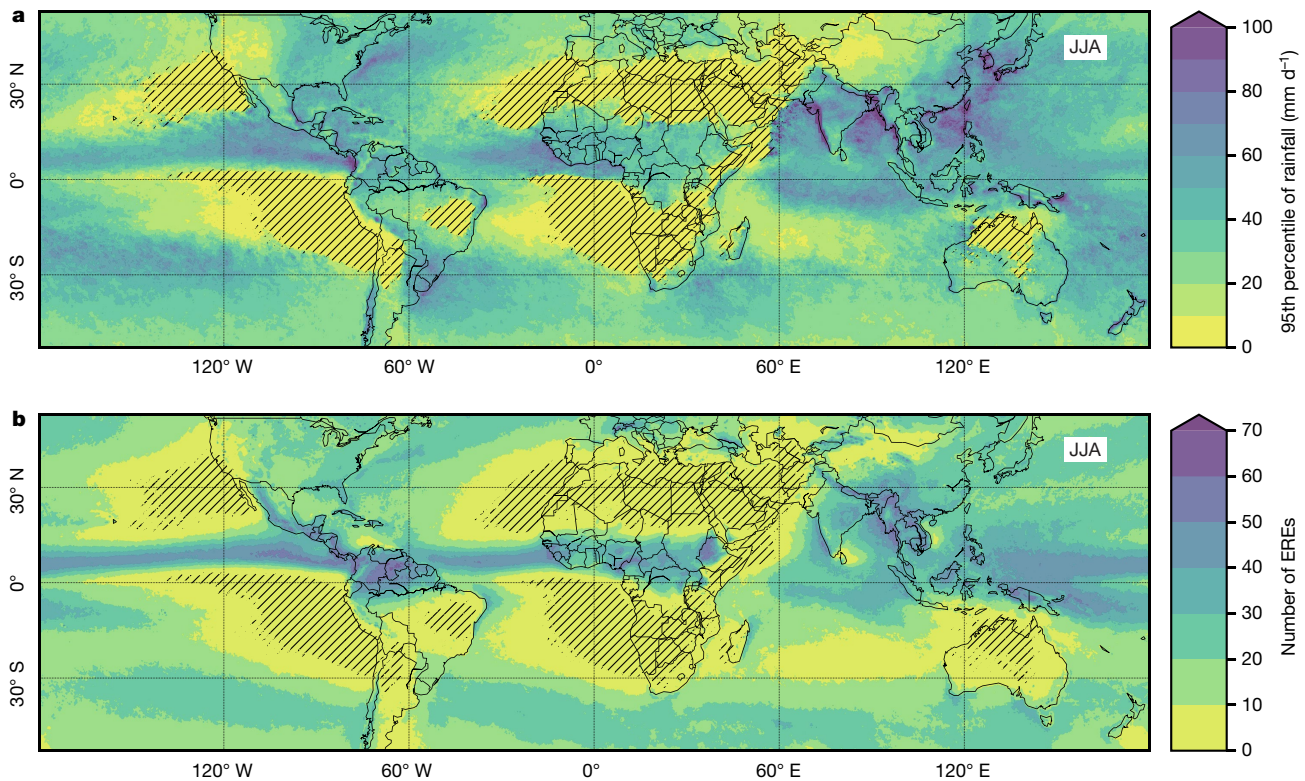 a
JJA
30° N
0°
30° S
120° W
60° W
0°
60° E
120° E
100
80
60
40
20
0
95th percentile of rainfall (mm d⁻¹)
b
JJA
30° N
0°
30° S
120° W
60° W
0°
60° E
120° E
70
60
50
40
30
20
10
0
Number of EREs